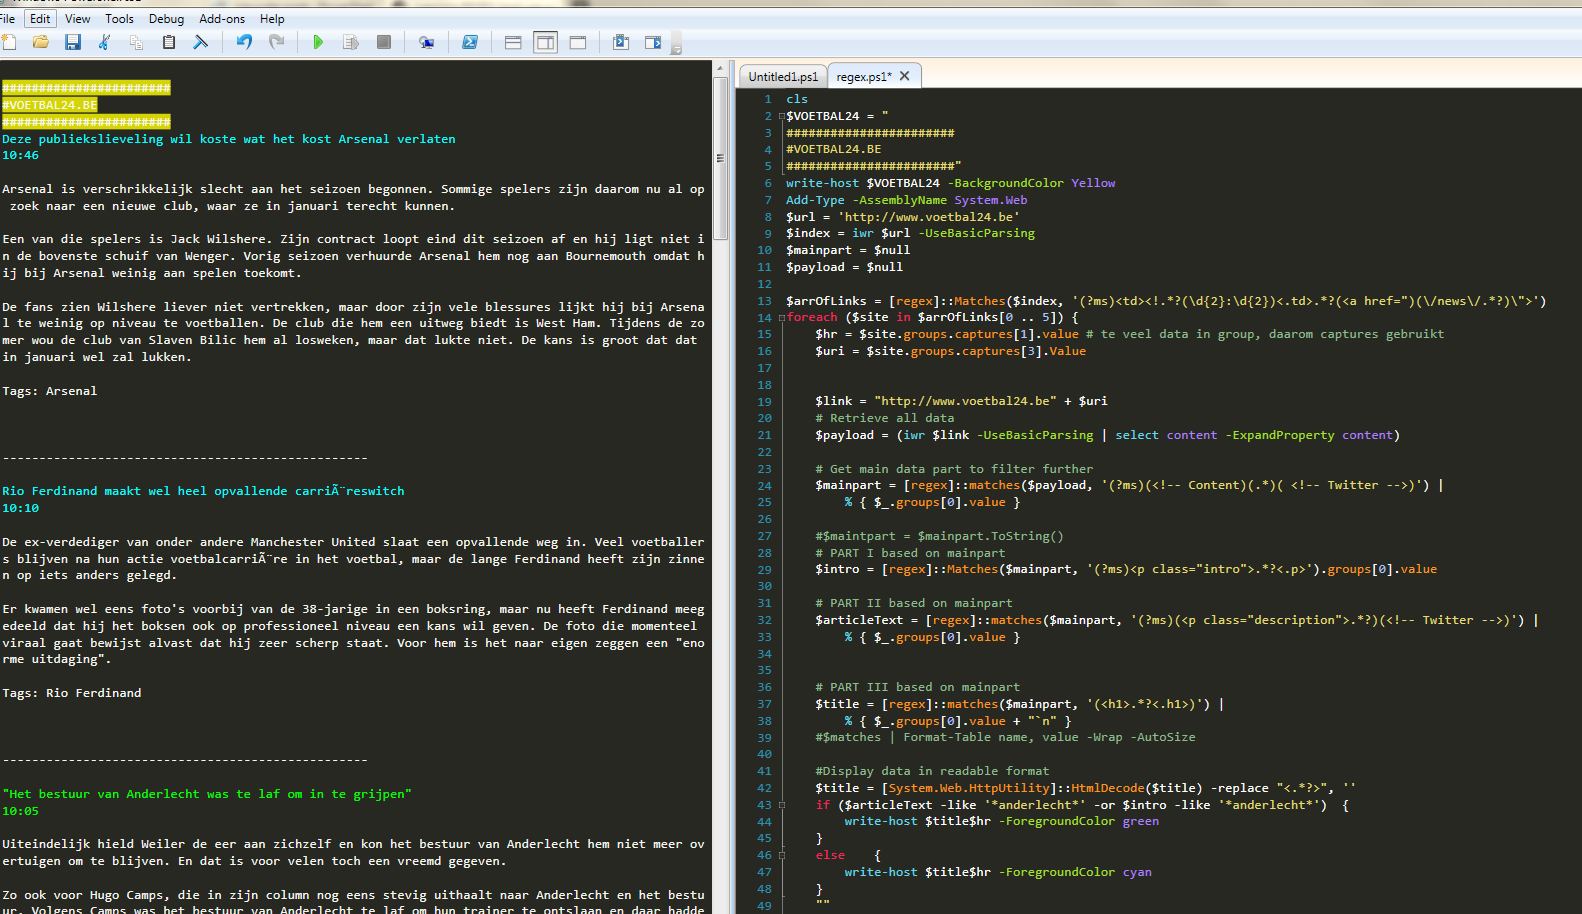 File Edit View Tools Debug Add-ons Help
#######################
#VOETBAL24.BE
#######################
Deze publiekslieveling wil koste wat het kost Arsenal verlaten
10:46
Arsenal is verschrikkelijk slecht aan het seizoen begonnen. Sommige spelers zijn daarom nu al op
zoek naar een nieuwe club, waar ze in januari terecht kunnen.
Een van die spelers is Jack Wilshere. Zijn contract loopt eind dit seizoen af en hij ligt niet i
n de bovenste schuif van Wenger. Vorig seizoen verhuurde Arsenal hem nog aan Bournemouth omdat h
ij bij Arsenal weinig aan spelen toekomt.
De fans zien Wilshere liever niet vertrekken, maar door zijn vele blessures lijkt hij bij Arsena
l te weinig op niveau te voetballen. De club die hem een uitweg biedt is West Ham. Tijdens de zo
mer wou de club van Slaven Bilic hem al losweken, maar dat lukte niet. De kans is groot dat dat
in januari wel zal lukken.
Tags: Arsenal
--------------------------------------------------
Rio Ferdinand maakt wel heel opvallende carriÃ¨reswitch
10:10
De ex-verdediger van onder andere Manchester United slaat een opvallende weg in. Veel voetballer
s blijven na hun actie voetbalcarriÃ¨re in het voetbal, maar de lange Ferdinand heeft zijn zinne
n op iets anders gelegd.
Er kwamen wel eens foto's voorbij van de 38-jarige in een boksring, maar nu heeft Ferdinand meeg
edeeld dat hij het boksen ook op professioneel niveau een kans wil geven. De foto die momenteel
viraal gaat bewijst alvast dat hij zeer scherp staat. Voor hem is het naar eigen zeggen een "eno
rme uitdaging".
Tags: Rio Ferdinand
--------------------------------------------------
"Het bestuur van Anderlecht was te laf om in te grijpen"
10:05
Uiteindelijk hield Weiler de eer aan zichzelf en kon het bestuur van Anderlecht hem niet meer ov
ertuigen om te blijven. En dat is voor velen toch een vreemd gegeven.
Zo ook voor Hugo Camps, die in zijn column nog eens stevig uithaalt naar Anderlecht en het bestu
ur. Volgens Camps was het bestuur van Anderlecht te laf om hun trainer te ontslaan en daar hadde
Untitled1.ps1 regex.ps1*
1 cls
2 $VOETBAL24 = "
3 #######################
4 #VOETBAL24.BE
5 #######################"
6 write-host $VOETBAL24 -BackgroundColor Yellow
7 Add-Type -AssemblyName System.Web
8 $url = 'http://www.voetbal24.be'
9 $index = iwr $url -UseBasicParsing
10 $mainpart = $null
11 $payload = $null
12
13 $arrOfLinks = [regex]::Matches($index, '(?ms)<td><!.*?(\d{2}:\d{2})<.td>.*?(<a href=")(\/news\/.*?)\">')
14 foreach ($site in $arrOfLinks[0 .. 5]) {
15 $hr = $site.groups.captures[1].value # te veel data in group, daarom captures gebruikt
16 $uri = $site.groups.captures[3].Value
17
18
19 $link = "http://www.voetbal24.be" + $uri
20 # Retrieve all data
21 $payload = (iwr $link -UseBasicParsing | select content -ExpandProperty content)
22
23 # Get main data part to filter further
24 $mainpart = [regex]::matches($payload, '(?ms)(<!-- Content)(.*)( <!-- Twitter -->)') |
25 % { $_.groups[0].value }
26
27 #$maintpart = $mainpart.ToString()
28 # PART I based on mainpart
29 $intro = [regex]::Matches($mainpart, '(?ms)<p class="intro">.*?<.p>').groups[0].value
30
31 # PART II based on mainpart
32 $articleText = [regex]::matches($mainpart, '(?ms)(<p class="description">.*?)(<!-- Twitter -->)') |
33 % { $_.groups[0].value }
34
35
36 # PART III based on mainpart
37 $title = [regex]::matches($mainpart, '(<h1>.*?<.h1>)') |
38 % { $_.groups[0].value + "`n" }
39 #$matches | Format-Table name, value -Wrap -AutoSize
40
41 #Display data in readable format
42 $title = [System.Web.HttpUtility]::HtmlDecode($title) -replace "<.*?>", ''
43 if ($articleText -like '*anderlecht*' -or $intro -like '*anderlecht*') {
44 write-host $title$hr -ForegroundColor green
45 }
46 else {
47 write-host $title$hr -ForegroundColor cyan
48 }
49 ""